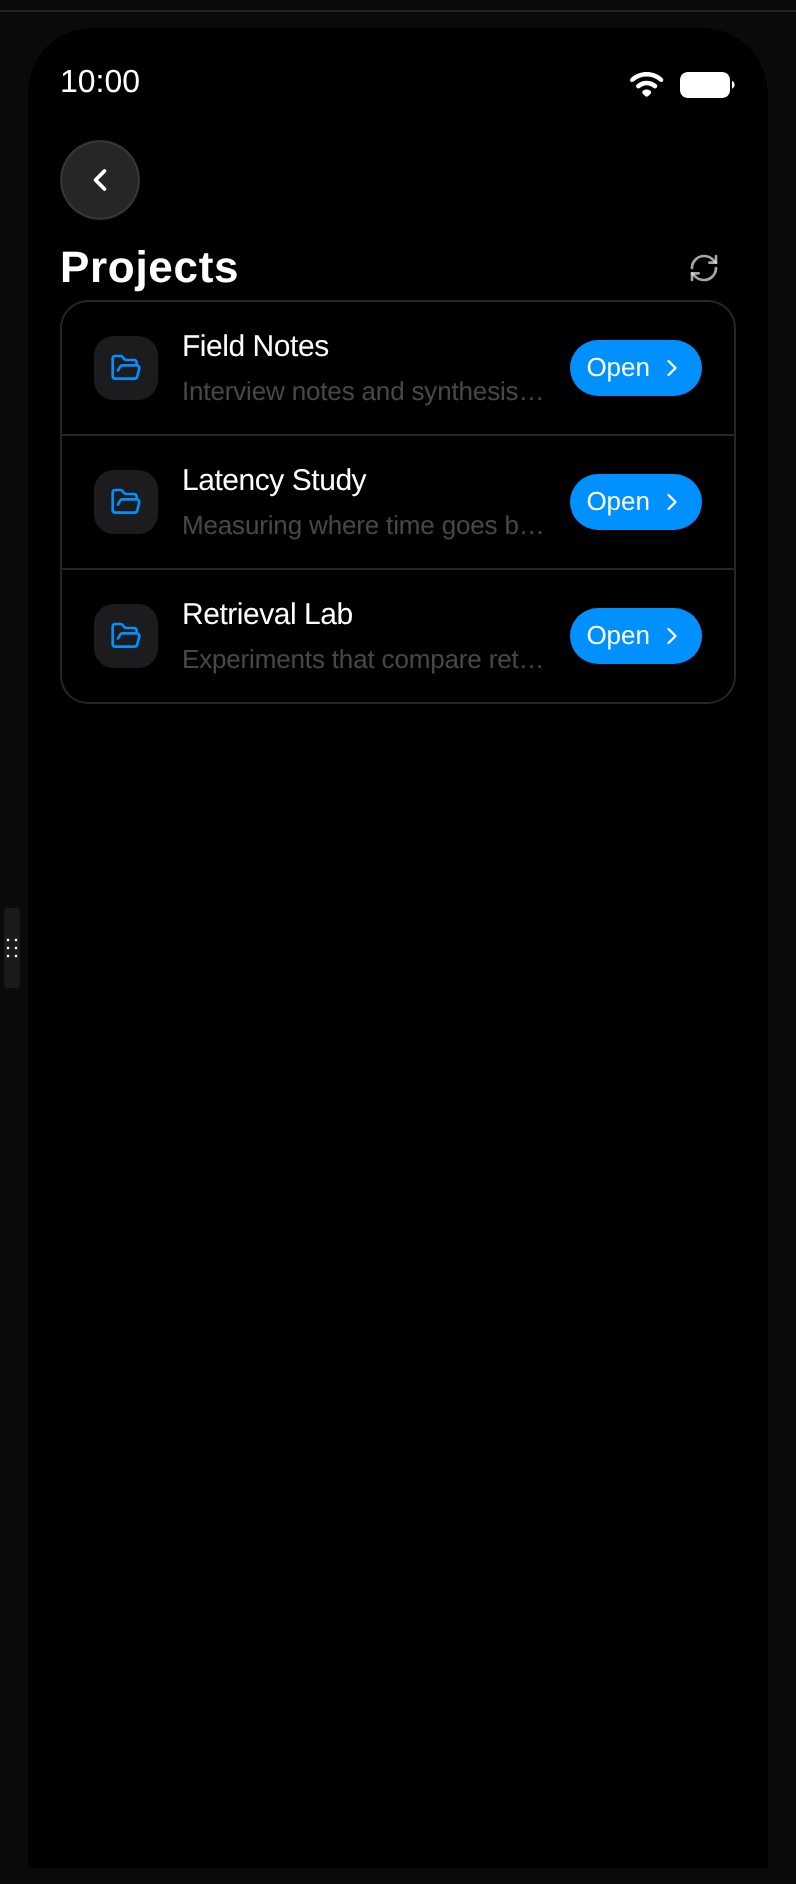 10:00
Projects
Field Notes
Interview notes and synthesis…
Open
Latency Study
Measuring where time goes b…
Open
Retrieval Lab
Experiments that compare ret…
Open